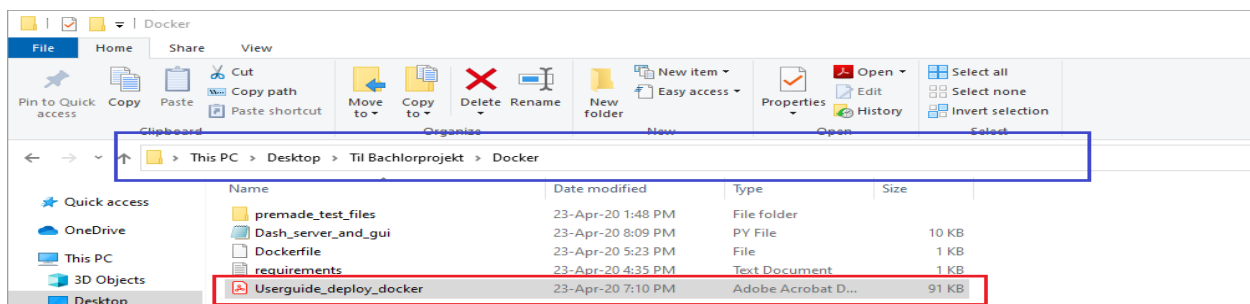 Docker
File Home Share View
Pin to Quick access Copy Paste Cut Copy path Paste shortcut Move to Copy to Delete Rename New folder New item Easy access Properties Open Edit History Select all Select none Invert selection
Clipboard Organize New Open Select
This PC > Desktop > Til Bachlorprojekt > Docker
Name Date modified Type Size
Quick access
OneDrive
This PC
3D Objects
Desktop
premade_test_files 23-Apr-20 1:48 PM File folder
Dash_server_and_gui 23-Apr-20 8:09 PM PY File 10 KB
Dockerfile 23-Apr-20 5:23 PM File 1 KB
requirements 23-Apr-20 4:35 PM Text Document 1 KB
Userguide_deploy_docker 23-Apr-20 7:10 PM Adobe Acrobat D... 91 KB